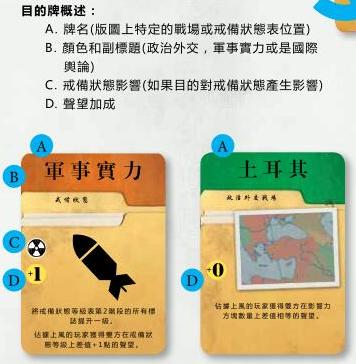 目的牌概述：
A. 牌名(版圖上特定的戰場或戒備狀態表位置)
B. 顏色和副標題(政治外交，軍事實力或是國際
輿論)
C. 戒備狀態影響(如果目的對戒備狀態產生影響)
D. 聲望加成
A
B
軍事實力
戒備狀態
C
D
+1
將戒備狀態等級表第2階段的所有標
誌提升一級。
佔據上風的玩家獲得雙方在戒備狀
態等級上差值+1點的聲望。
A
土耳其
政治外交戰場
D
+0
佔據上風的玩家獲得雙方在影響力
方塊數量上差值相等的聲望。